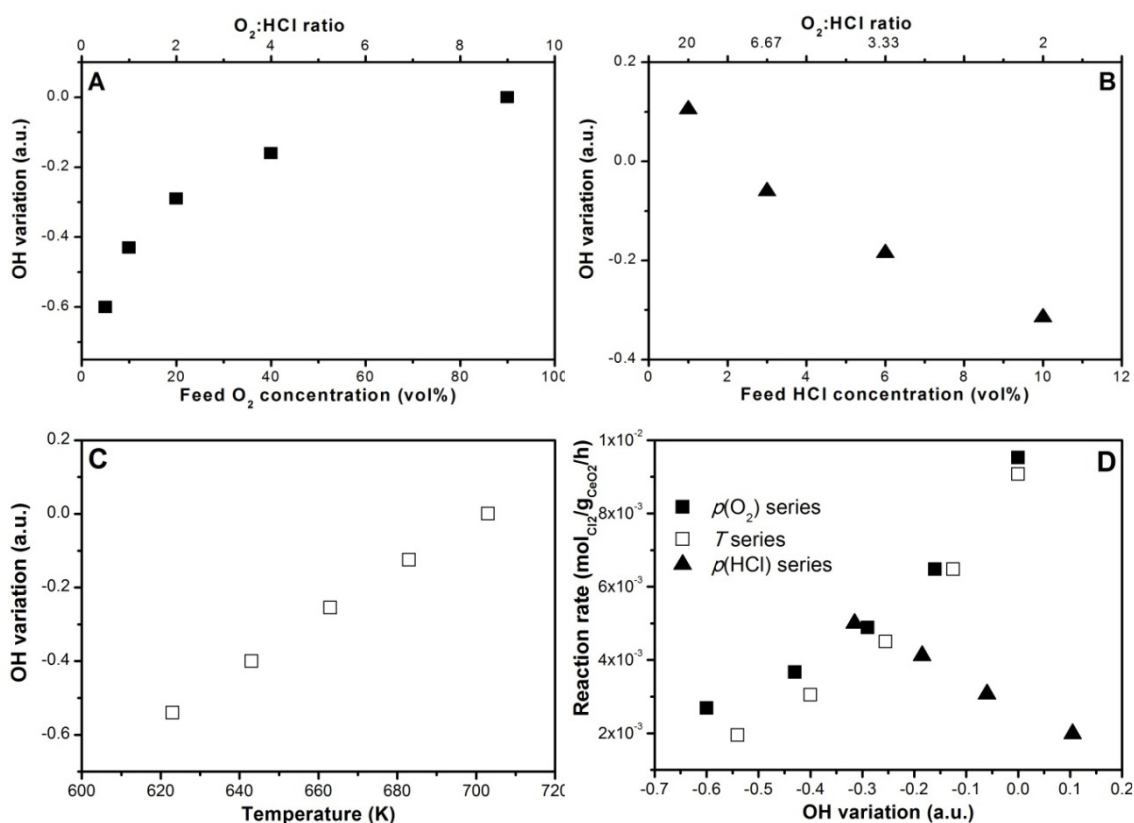 O₂:HCl ratio
0 2 4 6 8 10
A
0.0
-0.2
-0.4
-0.6
OH variation (a.u.)
0 20 40 60 80 100
Feed O₂ concentration (vol%)
O₂:HCl ratio
20 6.67 3.33 2
B
0.2
0.0
-0.2
-0.4
OH variation (a.u.)
0 2 4 6 8 10 12
Feed HCl concentration (vol%)
C
0.2
0.0
-0.2
-0.4
-0.6
OH variation (a.u.)
600 620 640 660 680 700 720
Temperature (K)
D
1x10⁻²
8x10⁻³
6x10⁻³
4x10⁻³
2x10⁻³
Reaction rate (mol_Cl2/g_CeO2/h)
p(O₂) series
T series
p(HCl) series
-0.7 -0.6 -0.5 -0.4 -0.3 -0.2 -0.1 0.0 0.1 0.2
OH variation (a.u.)